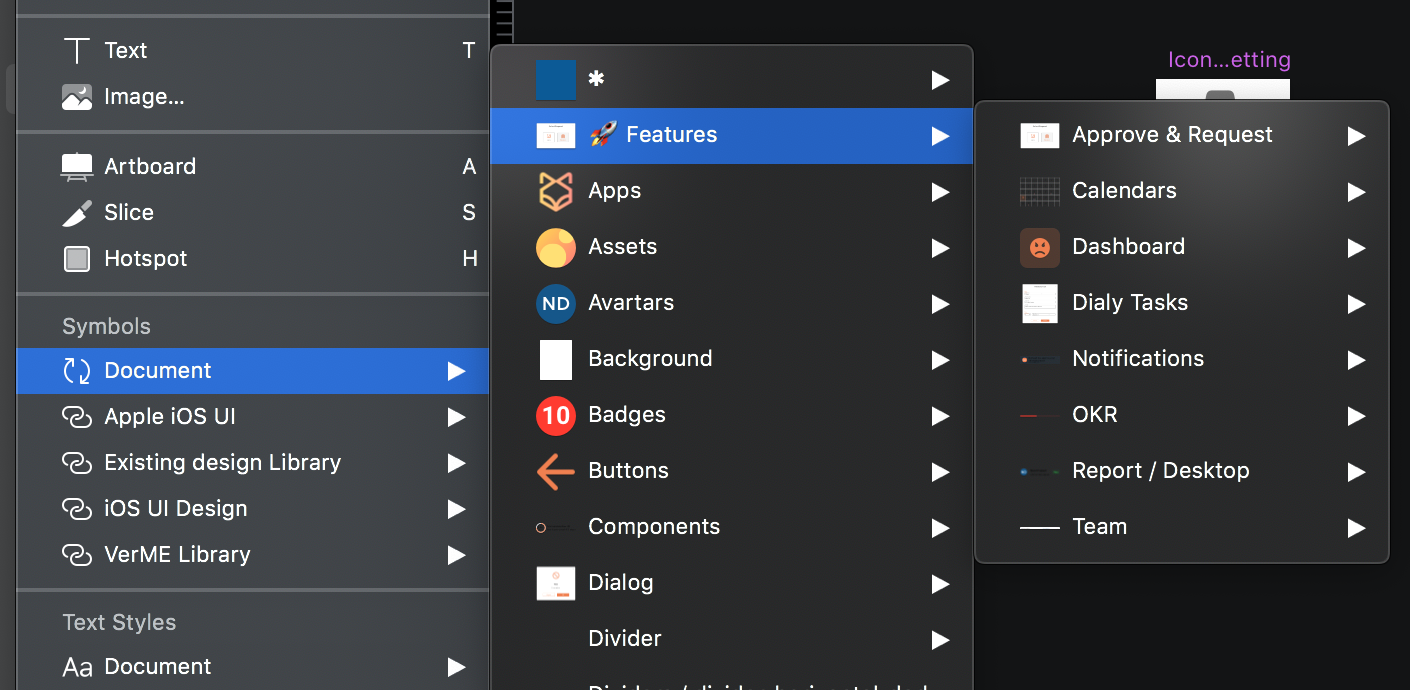 Text T
Image...
Artboard A
Slice S
Hotspot H
Symbols
Document
Apple iOS UI
Existing design Library
iOS UI Design
VerME Library
Text Styles
Aa Document
*
🚀 Features
Apps
Assets
ND Avartars
Background
10 Badges
Buttons
Components
Dialog
Divider
Icon...etting
Approve & Request
Calendars
Dashboard
Dialy Tasks
Notifications
OKR
Report / Desktop
Team